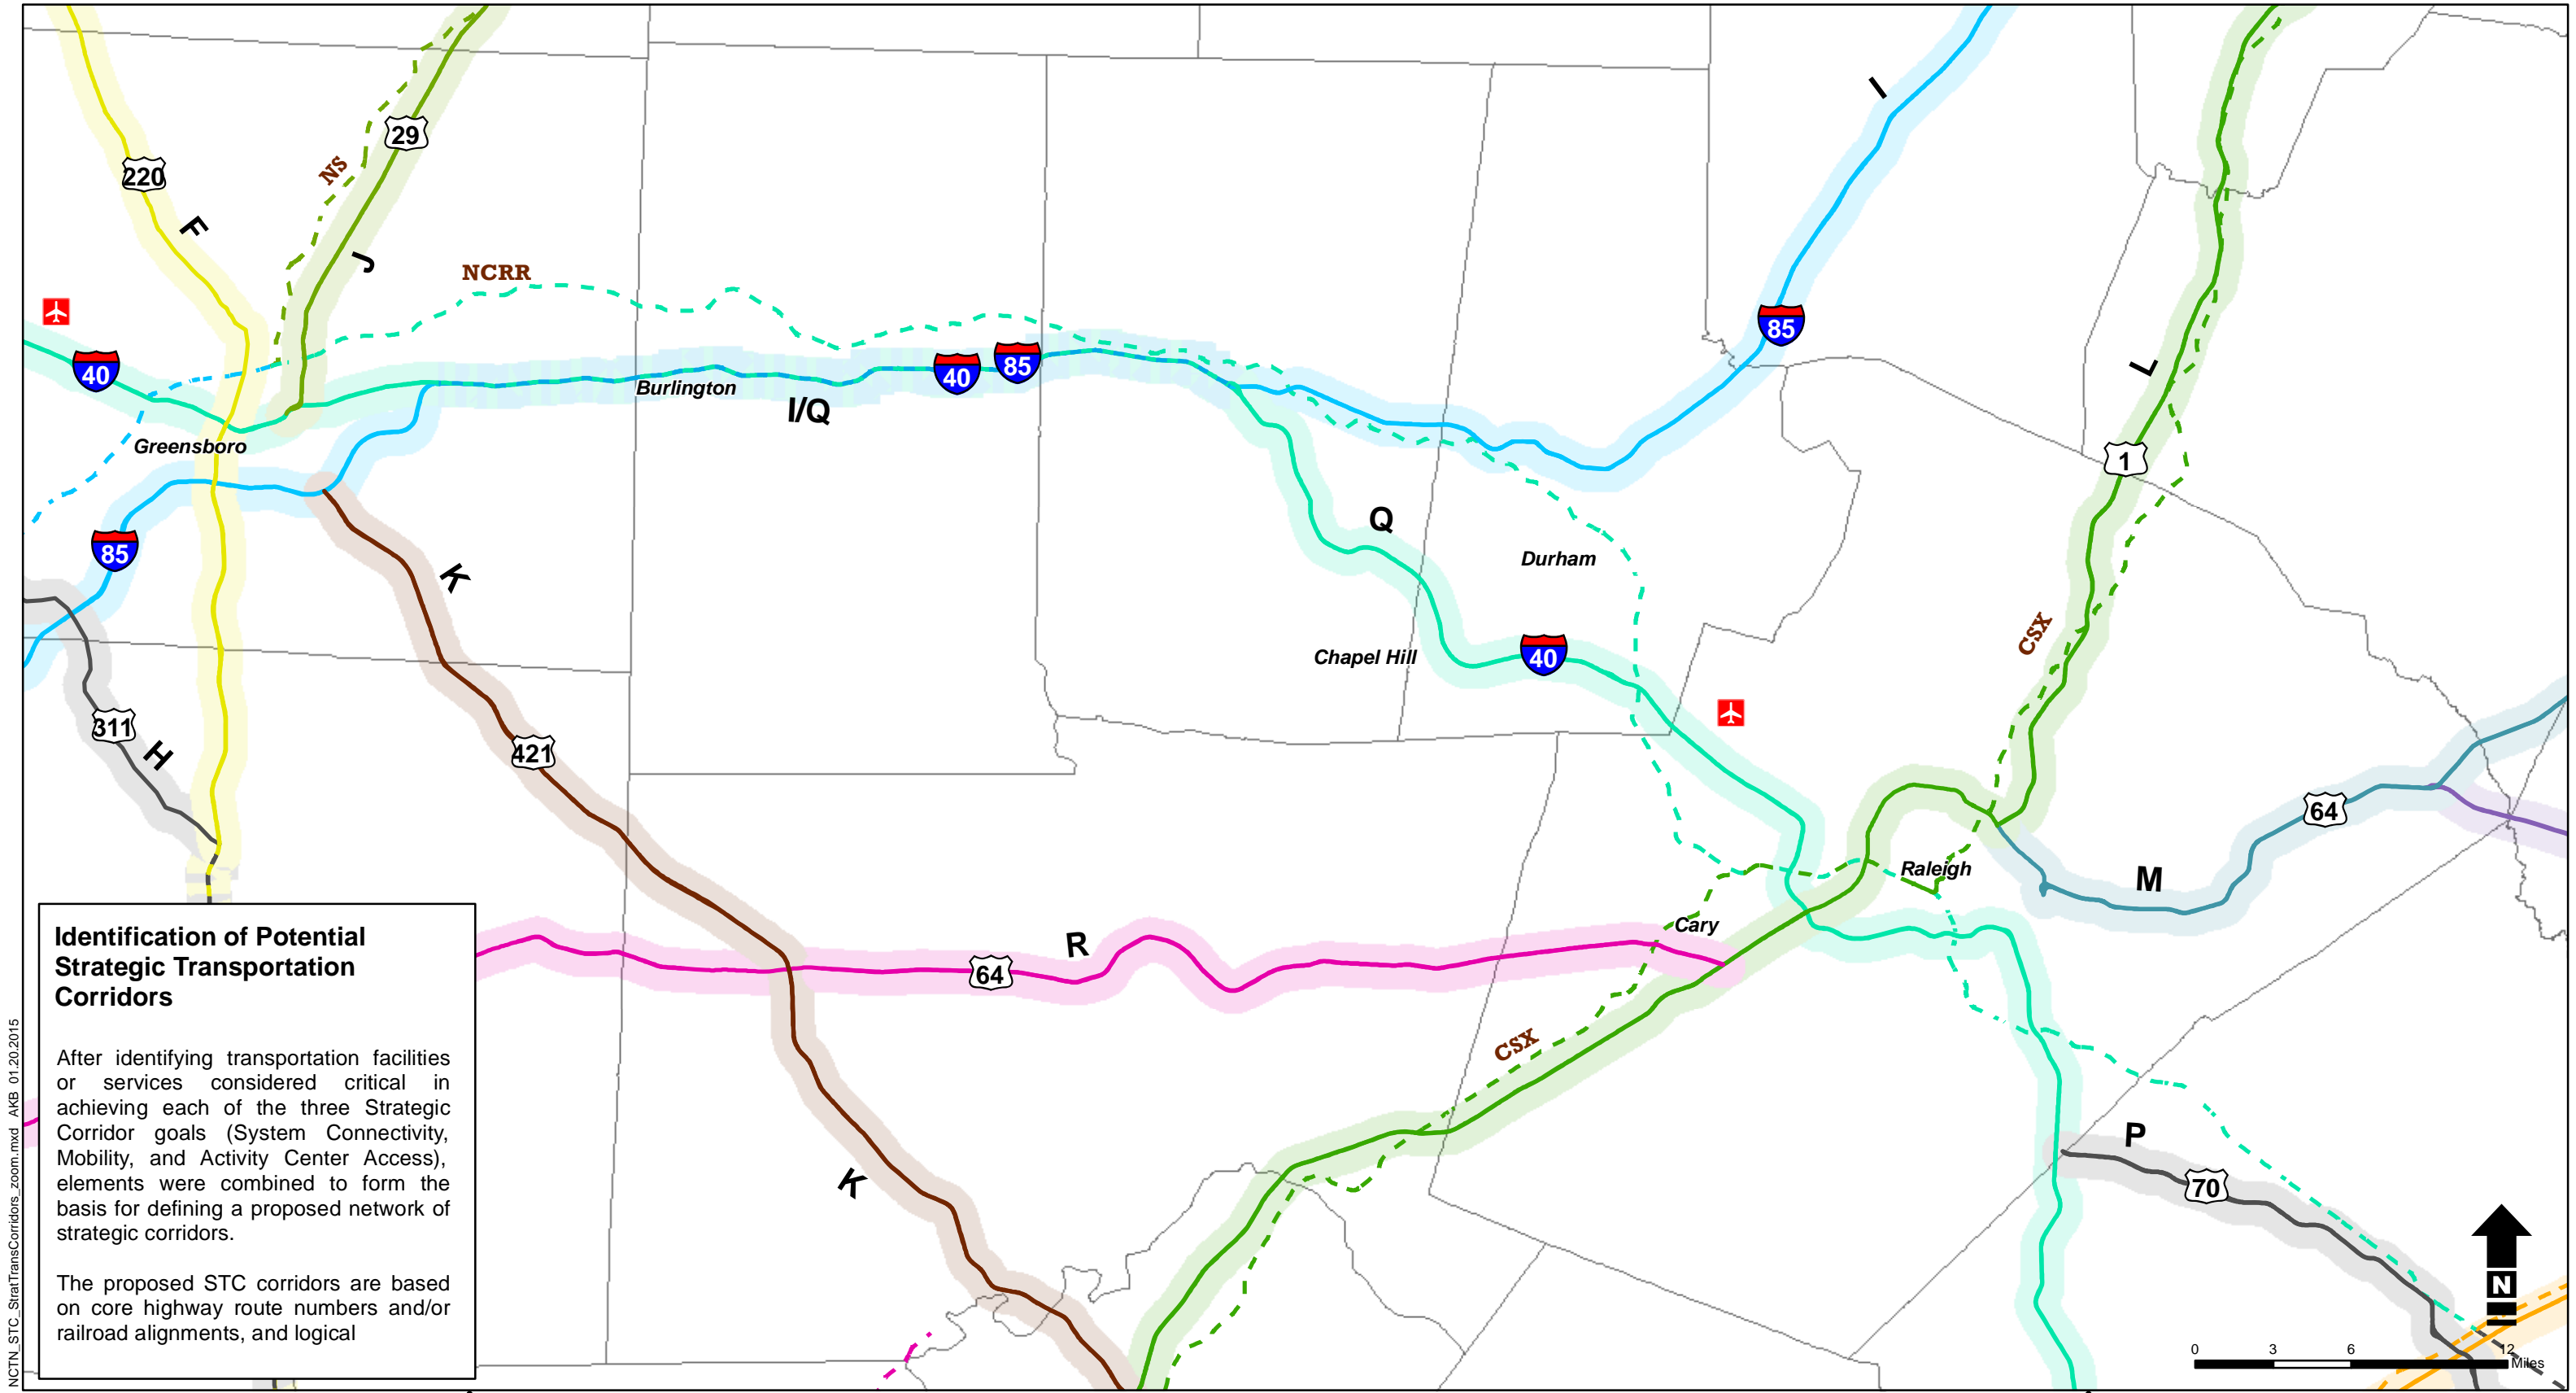 I
29
NS
220
F
J
NCRR
L
85
40
40
85
Burlington
I/Q
Greensboro
1
Q
85
Durham
K
CSX
Chapel Hill
40
311
H
421
64
Raleigh
M
Cary
R
64
Identification of Potential
Strategic Transportation
Corridors
After identifying transportation facilities
or services considered critical in
achieving each of the three Strategic
Corridor goals (System Connectivity,
Mobility, and Activity Center Access),
elements were combined to form the
basis for defining a proposed network of
strategic corridors.
The proposed STC corridors are based
on core highway route numbers and/or
railroad alignments, and logical
CSX
P
K
70
N
0 3 6 12
Miles
NCTN_STC_StratTransCorridors_zoom.mxd AKB 01.20.2015